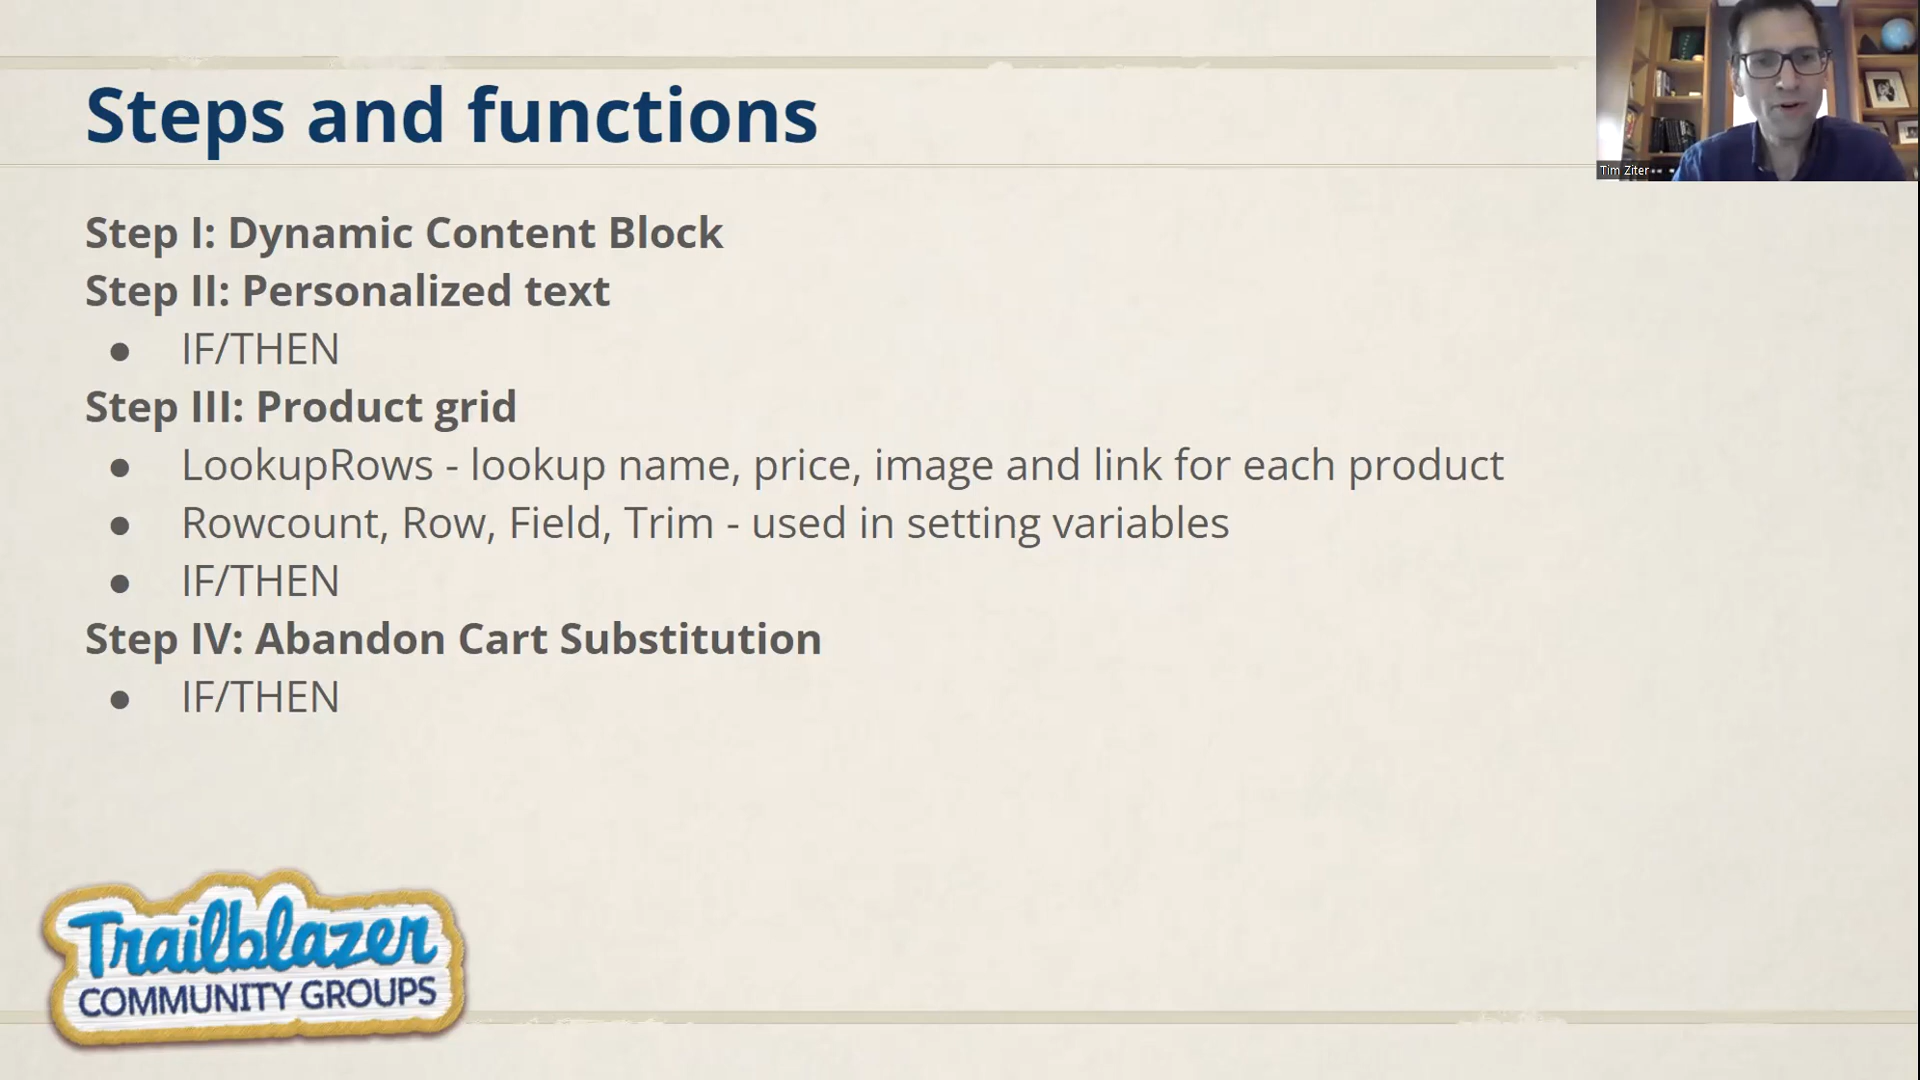 Steps and functions
Tim Ziter
Step I: Dynamic Content Block
Step II: Personalized text
● IF/THEN
Step III: Product grid
● LookupRows - lookup name, price, image and link for each product
● Rowcount, Row, Field, Trim - used in setting variables
● IF/THEN
Step IV: Abandon Cart Substitution
● IF/THEN
Trailblazer
COMMUNITY GROUPS